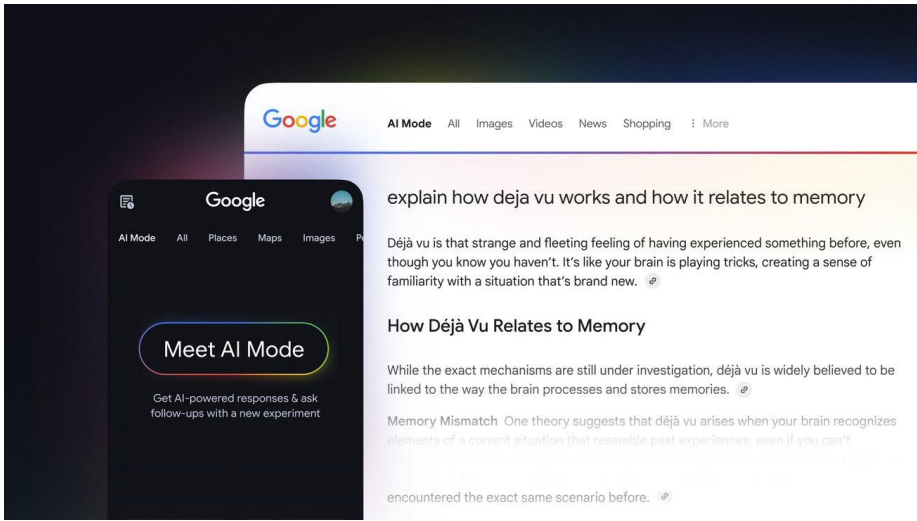 Google
AI Mode All Images Videos News Shopping More
explain how deja vu works and how it relates to memory
Déjà vu is that strange and fleeting feeling of having experienced something before, even
though you know you haven't. It's like your brain is playing tricks, creating a sense of
familiarity with a situation that's brand new.
How Déjà Vu Relates to Memory
While the exact mechanisms are still under investigation, déjà vu is widely believed to be
linked to the way the brain processes and stores memories.
Memory Mismatch One theory suggests that déjà vu arises when your brain recognizes
elements of a current situation that resemble past experiences, even if you can't
encountered the exact same scenario before.
Google
AI Mode All Places Maps Images
Meet AI Mode
Get AI-powered responses & ask
follow-ups with a new experiment